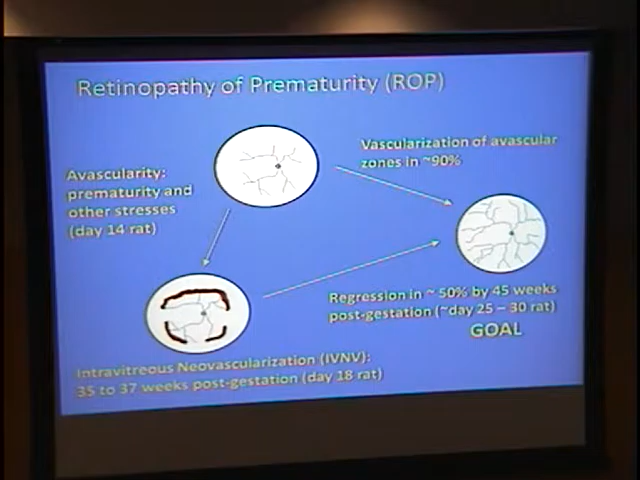 Retinopathy of Prematurity (ROP)
Vascularization of avascular
zones in ~90%
Avascularity:
prematurity and
other stresses
(day 14 rat)
Regression in ~ 50% by 45 weeks
post-gestation (~day 25 – 30 rat)
GOAL
Intravitreous Neovascularization (IVNV):
35 to 37 weeks post-gestation (day 18 rat)